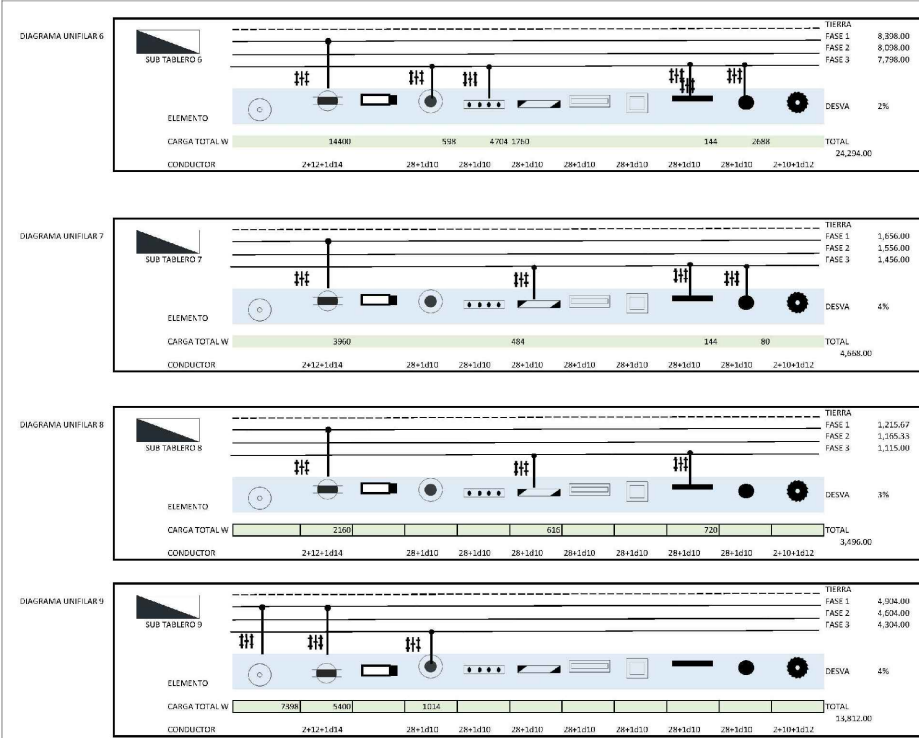 DIAGRAMA UNIFILAR 6
TIERRA
FASE 1 8,398.00
FASE 2 8,098.00
FASE 3 7,798.00
SUB TABLERO 6
ELEMENTO
DESVA 2%
CARGA TOTAL W 14400 598 4704 1760 144 2688 TOTAL
24,294.00
CONDUCTOR 2+12+1d14 28+1d10 28+1d10 28+1d10 28+1d10 28+1d10 28+1d10 28+1d10 2+10+1d12
DIAGRAMA UNIFILAR 7
TIERRA
FASE 1 1,656.00
FASE 2 1,556.00
FASE 3 1,456.00
SUB TABLERO 7
ELEMENTO
DESVA 4%
CARGA TOTAL W 3960 484 144 80 TOTAL
4,668.00
CONDUCTOR 2+12+1d14 28+1d10 28+1d10 28+1d10 28+1d10 28+1d10 28+1d10 28+1d10 2+10+1d12
DIAGRAMA UNIFILAR 8
TIERRA
FASE 1 1,215.67
FASE 2 1,165.33
FASE 3 1,115.00
SUB TABLERO 8
ELEMENTO
DESVA 3%
CARGA TOTAL W 2160 616 720 TOTAL
3,496.00
CONDUCTOR 2+12+1d14 28+1d10 28+1d10 28+1d10 28+1d10 28+1d10 28+1d10 28+1d10 2+10+1d12
DIAGRAMA UNIFILAR 9
TIERRA
FASE 1 4,904.00
FASE 2 4,604.00
FASE 3 4,304.00
SUB TABLERO 9
ELEMENTO
DESVA 4%
CARGA TOTAL W 7398 5400 1014 TOTAL
13,812.00
CONDUCTOR 2+12+1d14 28+1d10 28+1d10 28+1d10 28+1d10 28+1d10 28+1d10 28+1d10 2+10+1d12